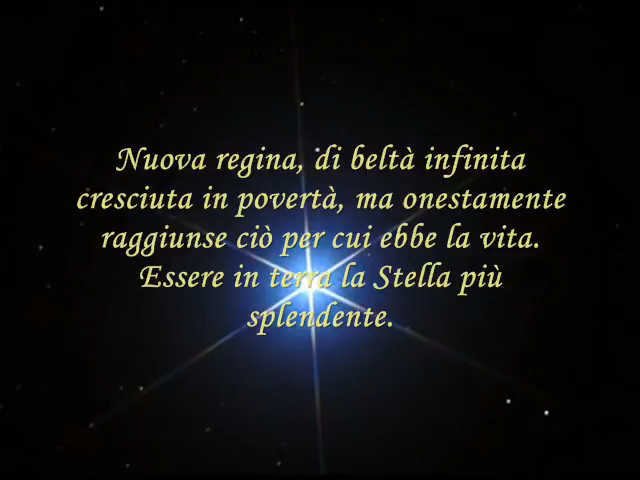 Nuova regina, di beltà infinita
cresciuta in povertà, ma onestamente
raggiunse ciò per cui ebbe la vita.
Essere in terra la Stella più
splendente.